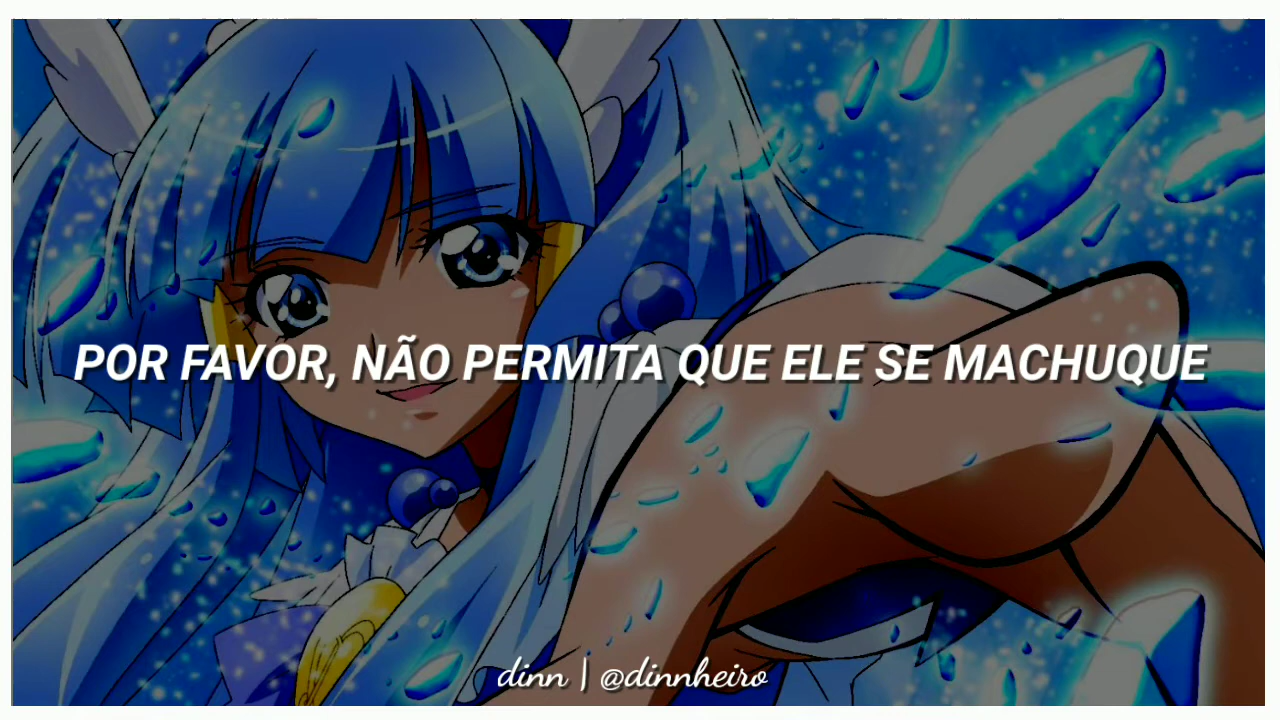 POR FAVOR, NÃO PERMITA QUE ELE SE MACHUQUE
dinn | @dinnheiro